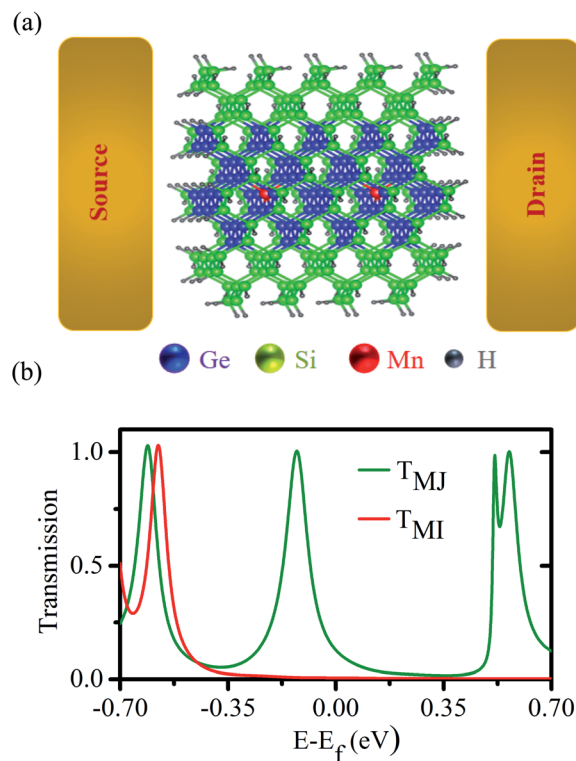 (a)
Source
Drain
Ge Si Mn H
(b)
Transmission
1.0
0.5
0.0
T_MJ
T_MI
-0.70 -0.35 0.00 0.35 0.70
E-E_f (eV)